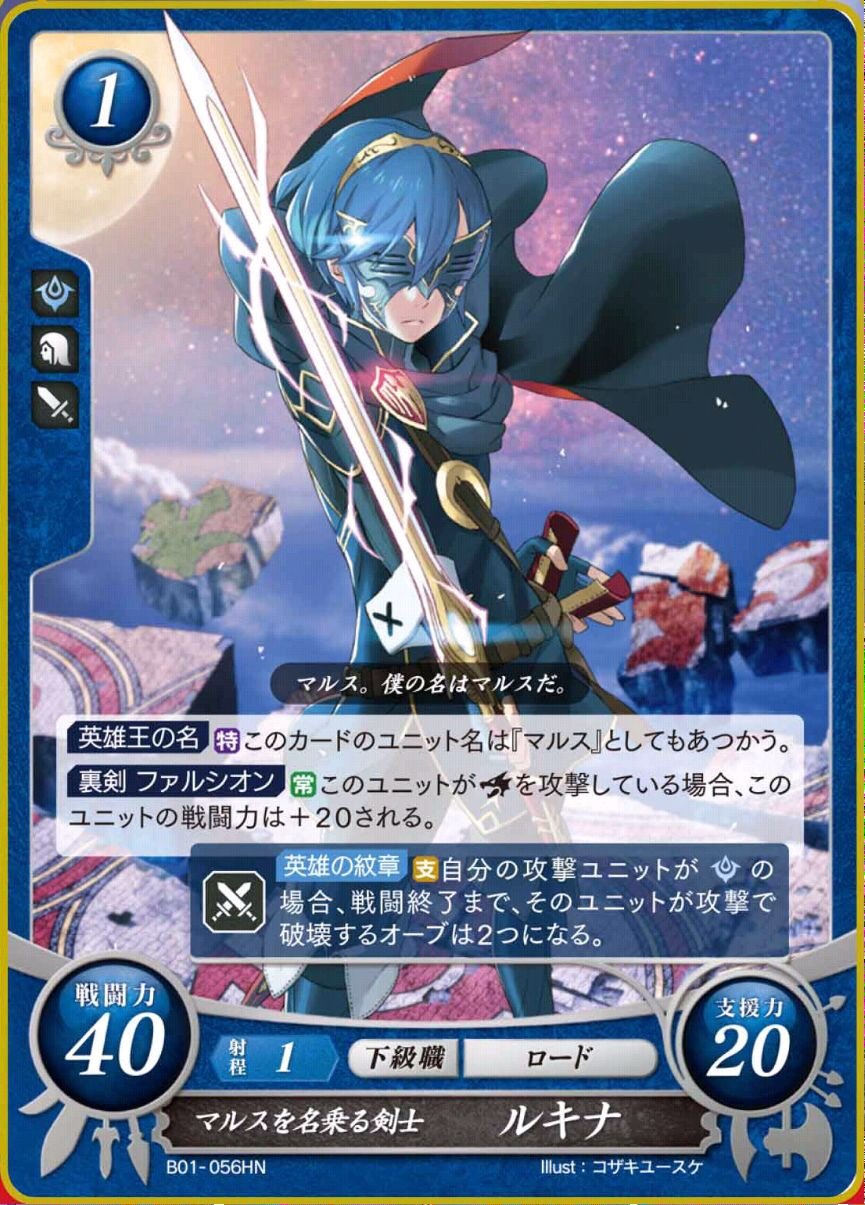 1
マルス。僕の名はマルスだ。
英雄王の名 特 このカードのユニット名は『マルス』としてもあつかう。
裏剣 ファルシオン 常 このユニットが を攻撃している場合、この
ユニットの戦闘力は+20される。
英雄の紋章 支 自分の攻撃ユニットが の
場合、戦闘終了まで、そのユニットが攻撃で
破壊するオーブは2つになる。
戦闘力
40
射程 1
下級職 ロード
支援力
20
マルスを名乗る剣士 ルキナ
B01-056HN Illust:コザキユースケ